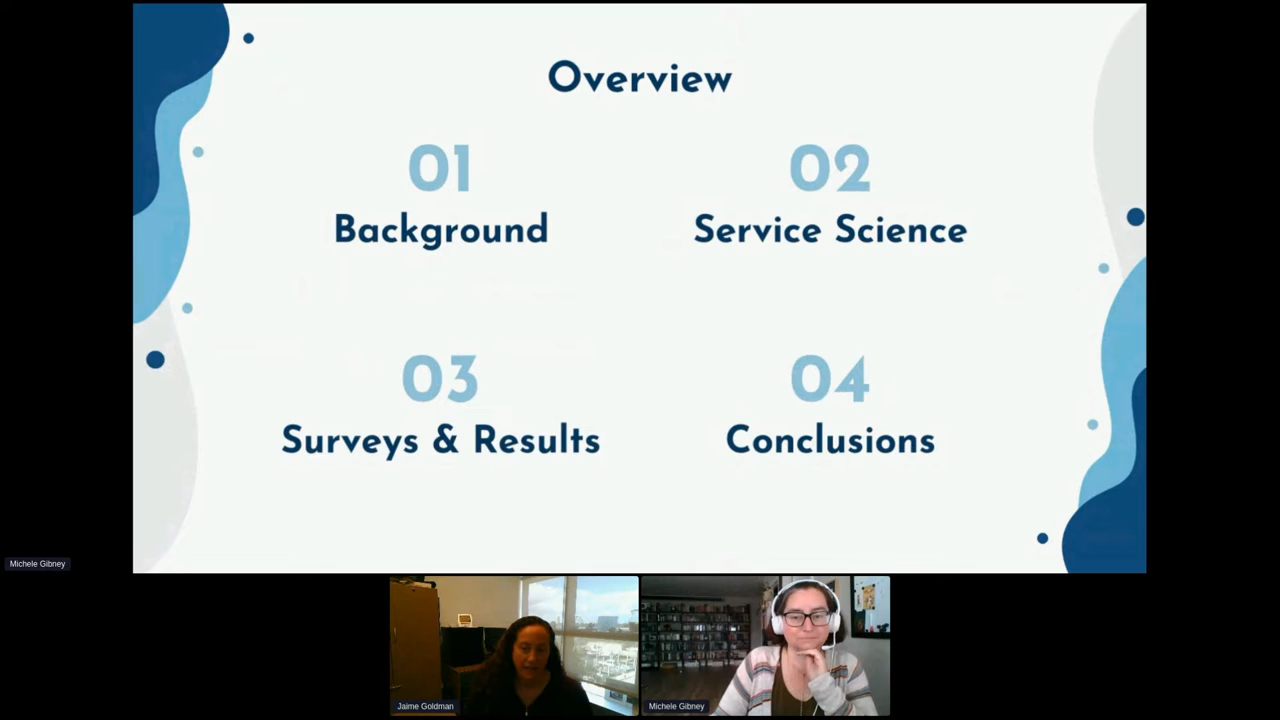 Overview
01
Background
02
Service Science
03
Surveys & Results
04
Conclusions
Michele Gibney
Jaime Goldman
Michele Gibney